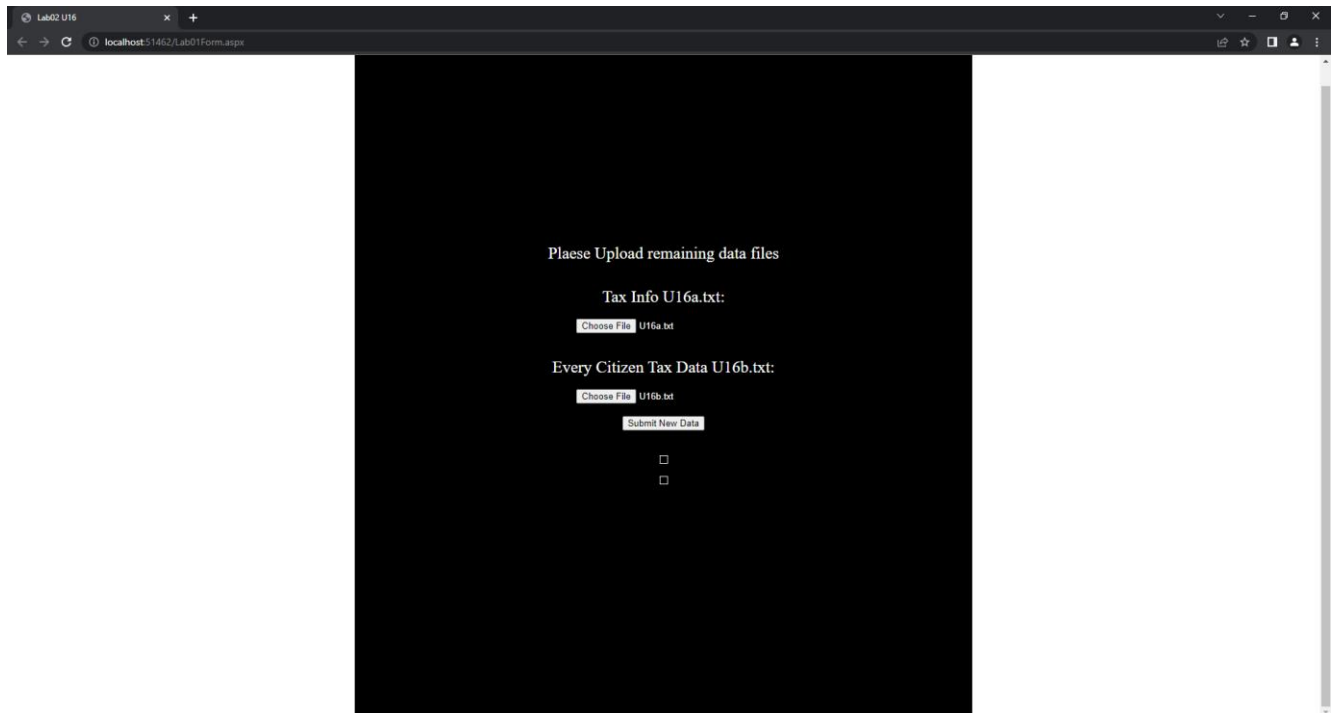 Lab02 U16
localhost:51462/Lab01Form.aspx
Plaese Upload remaining data files
Tax Info U16a.txt:
Choose File U16a.txt
Every Citizen Tax Data U16b.txt:
Choose File U16b.txt
Submit New Data